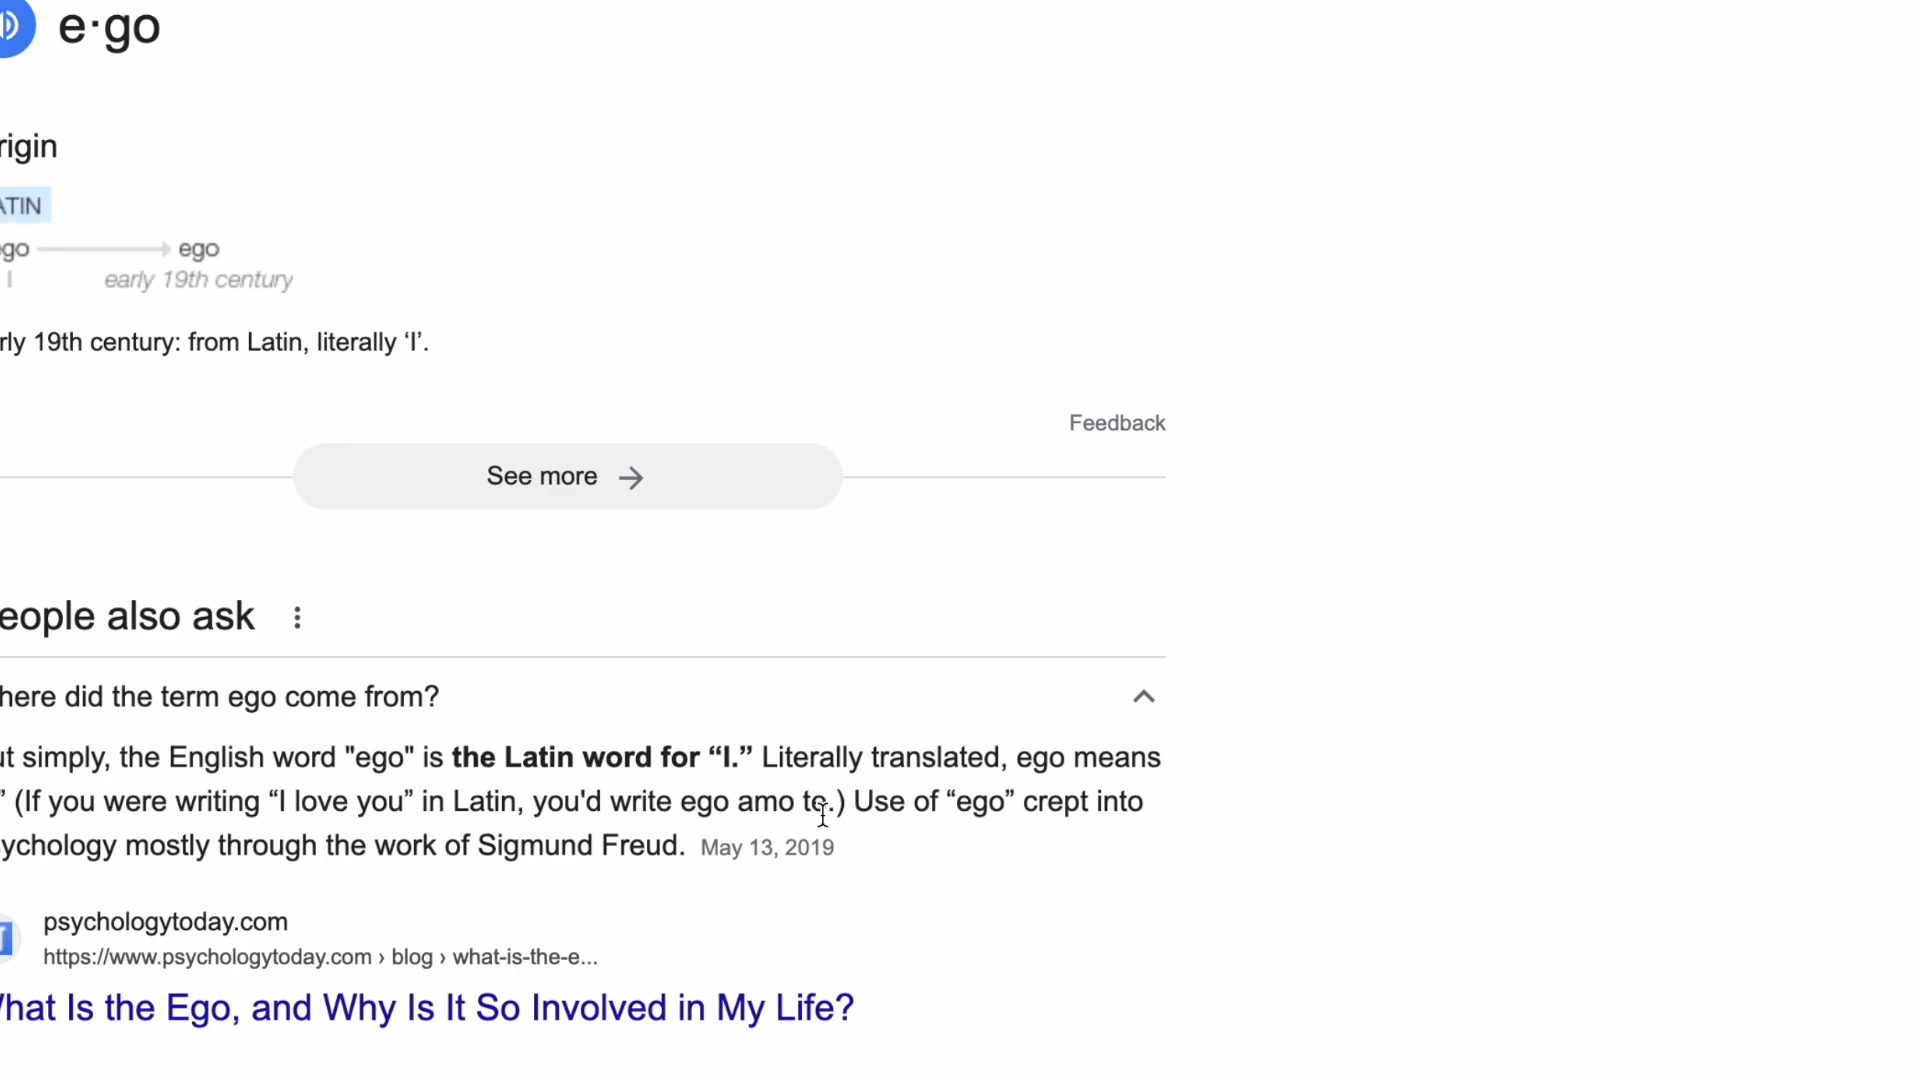 e·go
rigin
ATIN
go → ego
I early 19th century
rly 19th century: from Latin, literally ‘I’.
Feedback
See more →
eople also ask
here did the term ego come from?
ut simply, the English word "ego" is the Latin word for “I.” Literally translated, ego means
” (If you were writing “I love you” in Latin, you'd write ego amo te.) Use of “ego” crept into
ychology mostly through the work of Sigmund Freud. May 13, 2019
psychologytoday.com
https://www.psychologytoday.com › blog › what-is-the-e...
hat Is the Ego, and Why Is It So Involved in My Life?